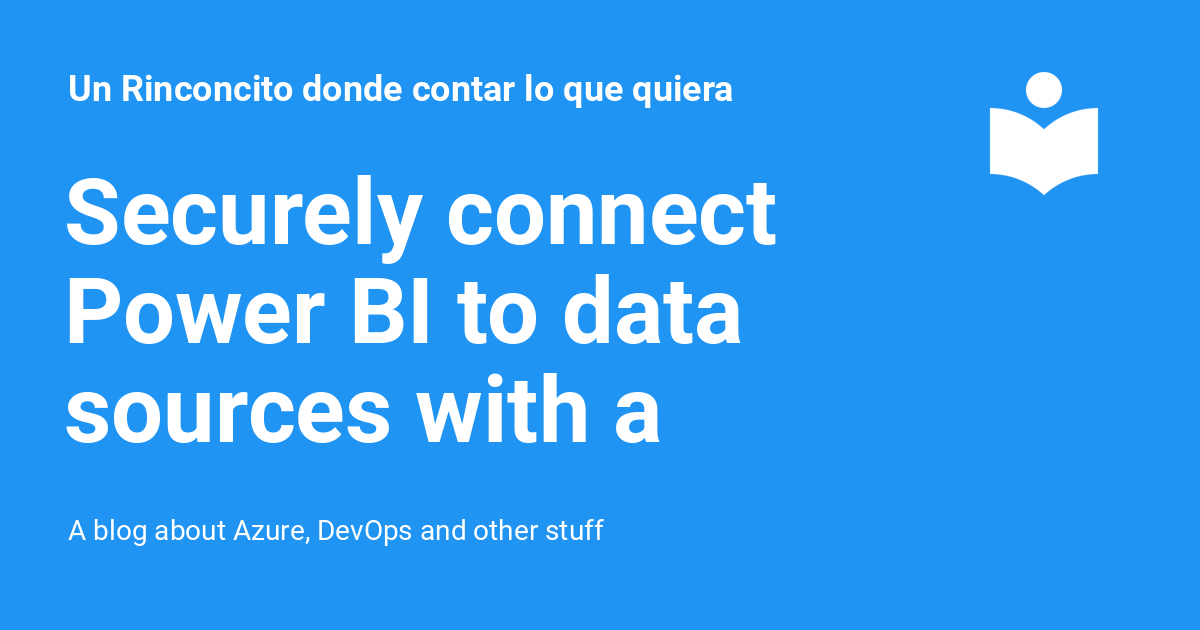 Un Rinconcito donde contar lo que quiera
Securely connect
Power BI to data
sources with a
A blog about Azure, DevOps and other stuff